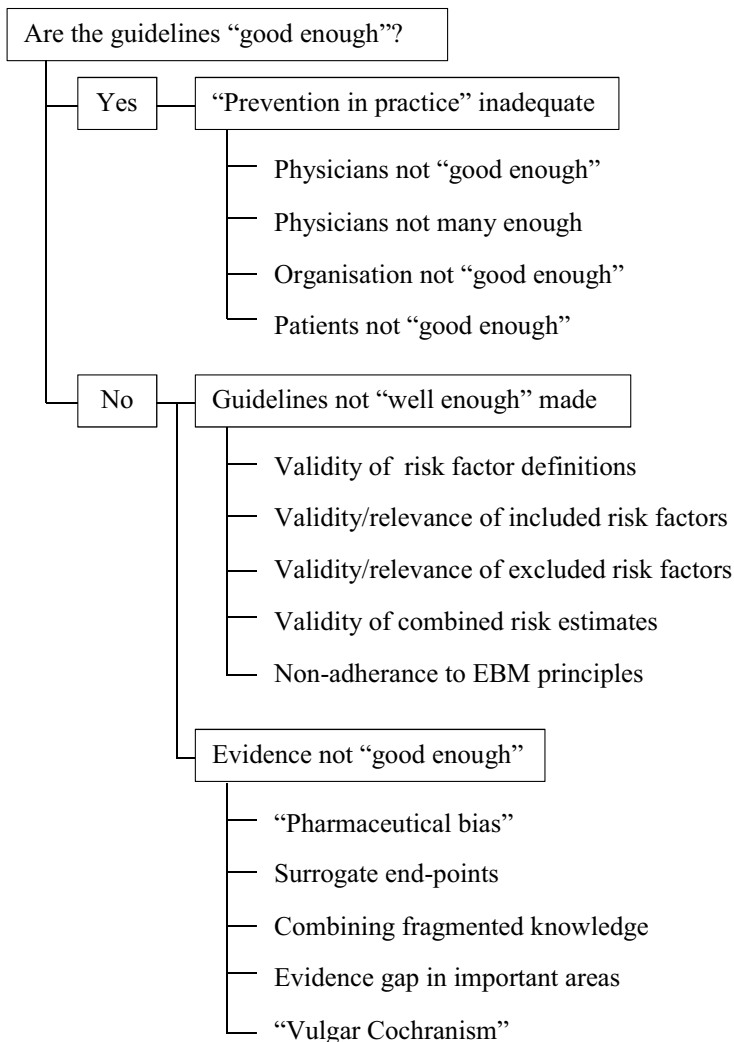 Are the guidelines “good enough”?
Yes
“Prevention in practice” inadequate
Physicians not “good enough”
Physicians not many enough
Organisation not “good enough”
Patients not “good enough”
No
Guidelines not “well enough” made
Validity of risk factor definitions
Validity/relevance of included risk factors
Validity/relevance of excluded risk factors
Validity of combined risk estimates
Non-adherance to EBM principles
Evidence not “good enough”
“Pharmaceutical bias”
Surrogate end-points
Combining fragmented knowledge
Evidence gap in important areas
“Vulgar Cochranism”